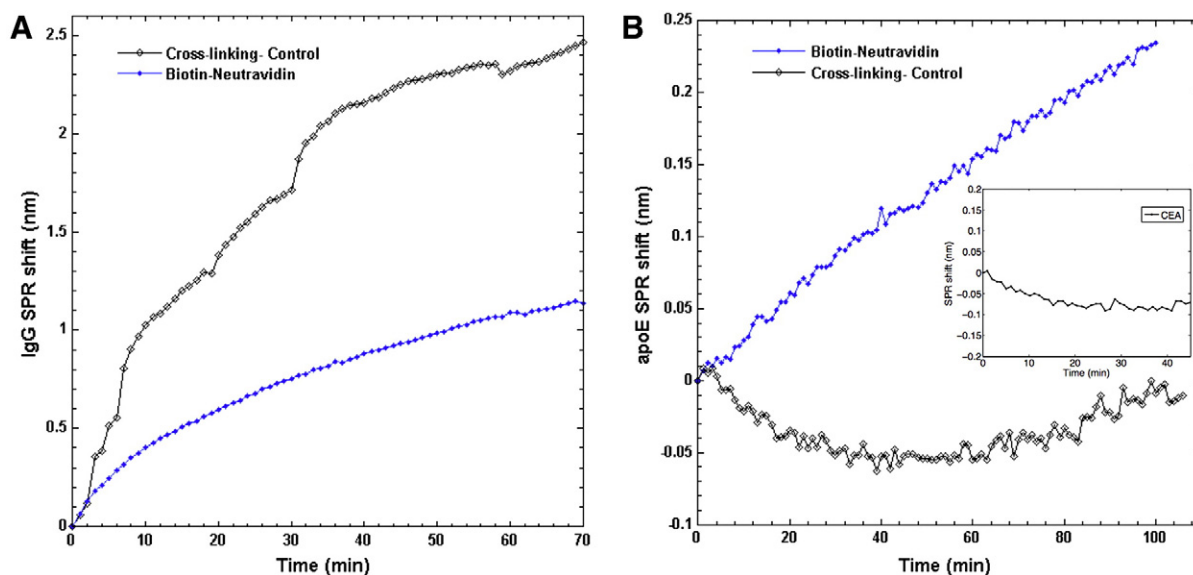 A
2.5
2
1.5
1
0.5
0
IgG SPR shift (nm)
Cross-linking- Control
Biotin-Neutravidin
0 10 20 30 40 50 60 70
Time (min)
B
0.25
0.2
0.15
0.1
0.05
0
-0.05
-0.1
apoE SPR shift (nm)
Biotin-Neutravidin
Cross-linking- Control
0 20 40 60 80 100
Time (min)
0.2
0.15
0.1
0.05
0
−0.05
−0.1
−0.15
−0.2
SPR shift (nm)
CEA
0 10 20 30 40
Time (min)